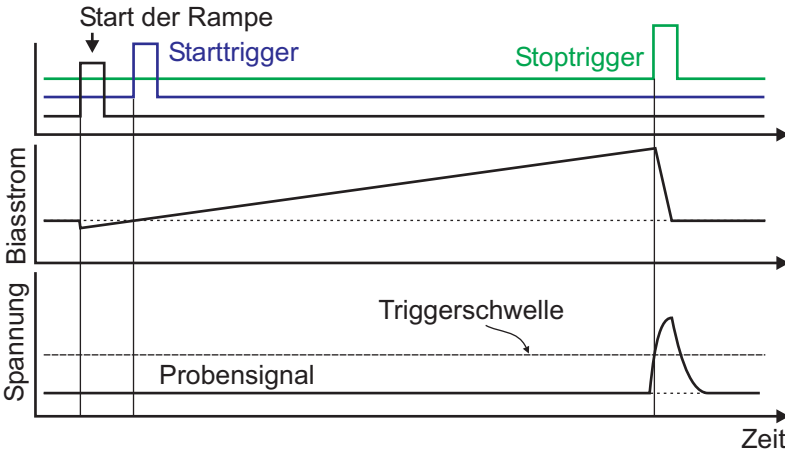 Start der Rampe
Starttrigger
Stoptrigger
Biasstrom
Triggerschwelle
Spannung
Probensignal
Zeit